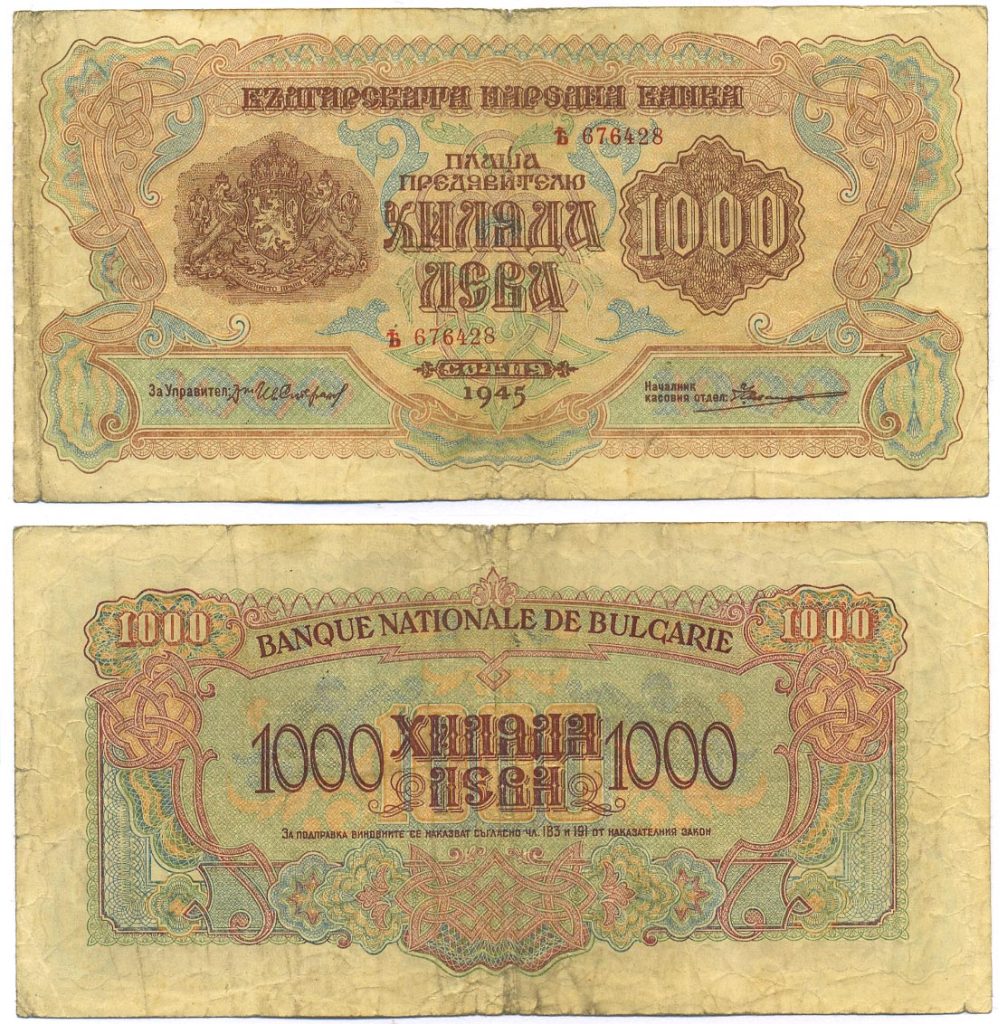 БЪЛГАРСКАТА НАРОДНА БАНКА
Ѣ 676428
ПЛАЩА
ПРЕДЯВИТЕЛЮ
ХИЛЯДА
ЛЕВА
1000
Ѣ 676428
СОФИЯ
1945
За Управител:
Началник
касовия отдел:
1000
1000
BANQUE NATIONALE DE BULGARIE
1000 ХИЛЯДА 1000
ЛЕВА
За подправка виновните се наказват съгласно чл. 183 и 191 от наказателния закон